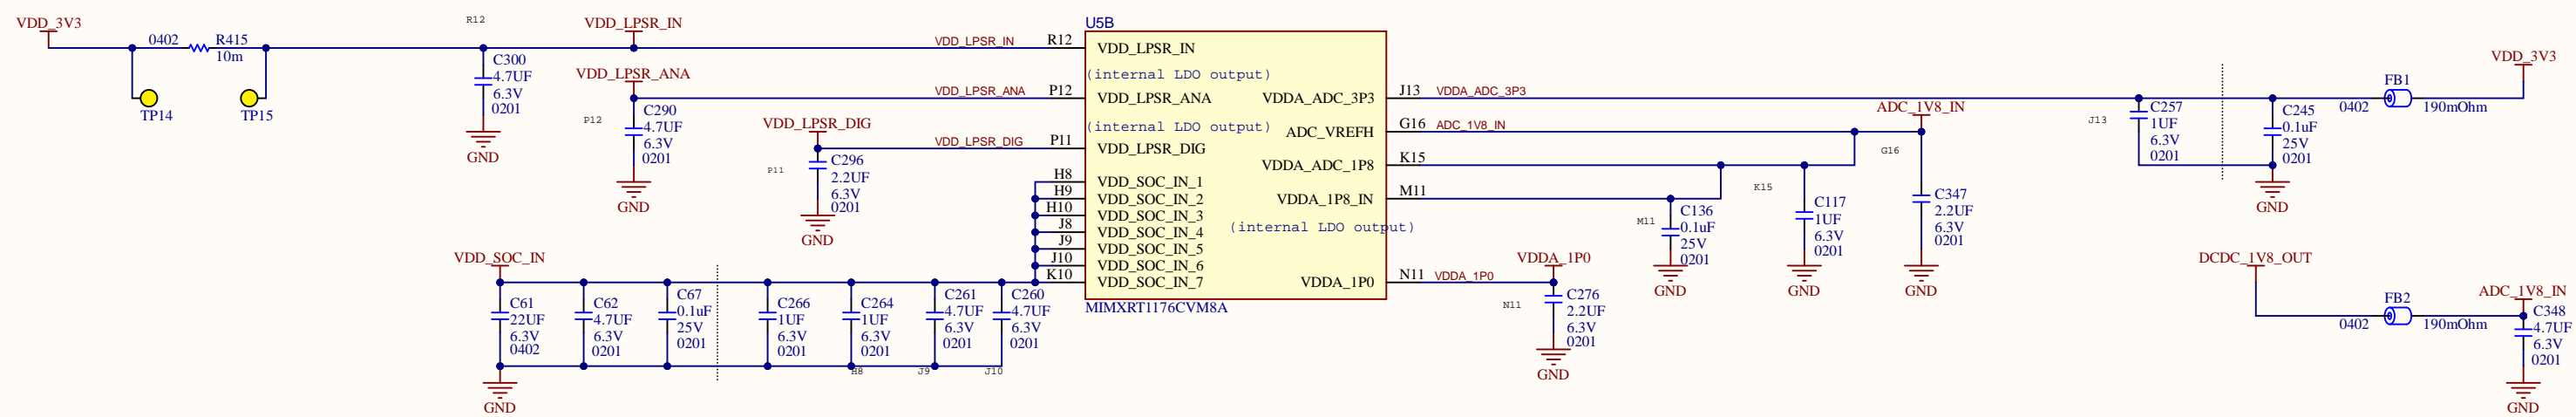 VDD_3V3
0402
R415
10m
TP14
TP15
R12
C300
4.7UF
6.3V
0201
GND
VDD_LPSR_IN
VDD_LPSR_IN
R12
VDD_LPSR_ANA
VDD_LPSR_ANA
P12
P12
C290
4.7UF
6.3V
0201
GND
VDD_LPSR_DIG
VDD_LPSR_DIG
P11
P11
C296
2.2UF
6.3V
0201
GND
H8
H9
H10
J8
J9
J10
K10
VDD_SOC_IN
C61
22UF
6.3V
0402
C62
4.7UF
6.3V
0201
C67
0.1uF
25V
0201
C266
1UF
6.3V
0201
C264
1UF
6.3V
0201
C261
4.7UF
6.3V
0201
C260
4.7UF
6.3V
0201
H8
J9
J10
GND
U5B
VDD_LPSR_IN
(internal LDO output)
VDD_LPSR_ANA
(internal LDO output)
VDD_LPSR_DIG
VDD_SOC_IN_1
VDD_SOC_IN_2
VDD_SOC_IN_3
VDD_SOC_IN_4
VDD_SOC_IN_5
VDD_SOC_IN_6
VDD_SOC_IN_7
VDDA_ADC_3P3
ADC_VREFH
VDDA_ADC_1P8
VDDA_1P8_IN
(internal LDO output)
VDDA_1P0
MIMXRT1176CVM8A
J13
VDDA_ADC_3P3
G16
ADC_1V8_IN
K15
M11
N11
VDDA_1P0
VDDA_1P0
N11
C276
2.2UF
6.3V
0201
GND
M11
C136
0.1uF
25V
0201
GND
K15
C117
1UF
6.3V
0201
GND
ADC_1V8_IN
G16
C347
2.2UF
6.3V
0201
GND
J13
C257
1UF
6.3V
0201
C245
0.1uF
25V
0201
GND
FB1
0402
190mOhm
VDD_3V3
DCDC_1V8_OUT
FB2
0402
190mOhm
ADC_1V8_IN
C348
4.7UF
6.3V
0201
GND